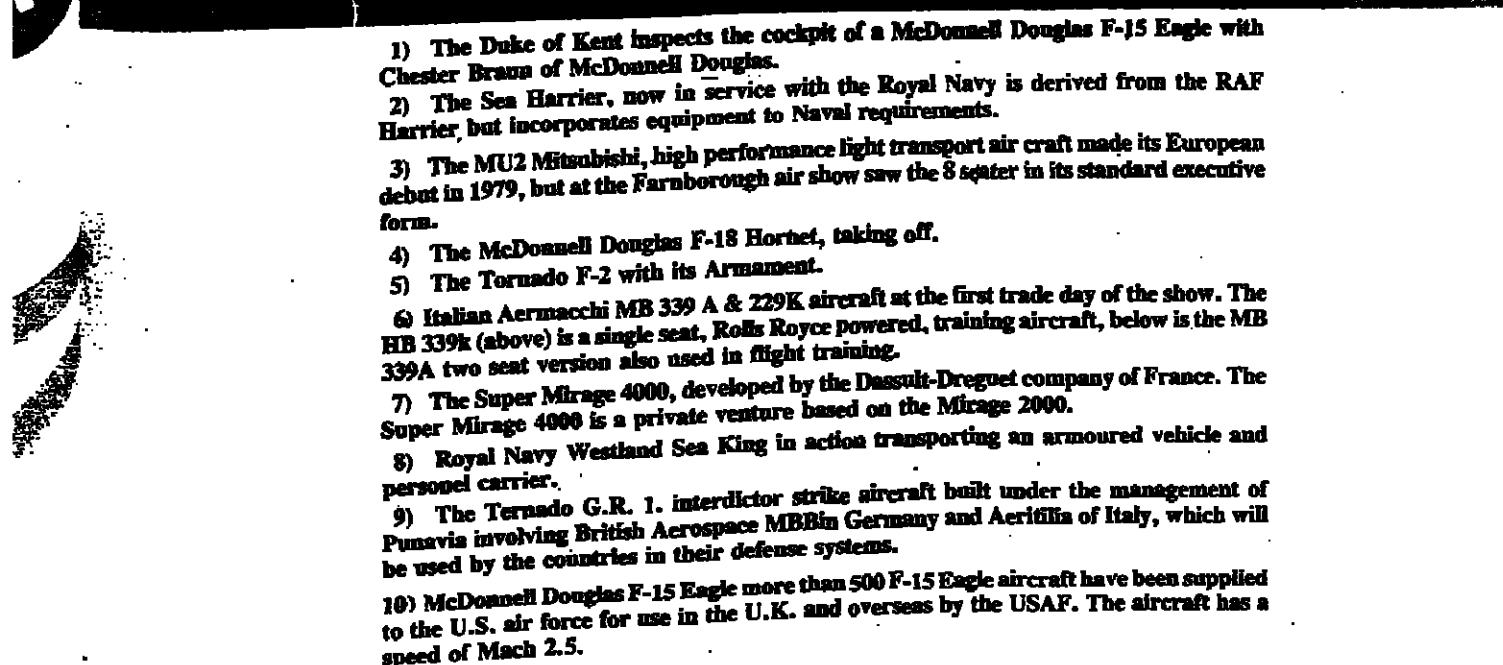 1) The Duke of Kent inspects the cockpit of a McDonnell Douglas F-15 Eagle with
Chester Braun of McDonnell Douglas.
2) The Sea Harrier, now in service with the Royal Navy is derived from the RAF
Harrier, but incorporates equipment to Naval requirements.
3) The MU2 Mitsubishi, high performance light transport air craft made its European
debut in 1979, but at the Farnborough air show saw the 8 seater in its standard executive
form.
4) The McDonnell Douglas F-18 Hornet, taking off.
5) The Tornado F-2 with its Armament.
6) Italian Aermacchi MB 339 A & 229K aircraft at the first trade day of the show. The
HB 339k (above) is a single seat, Rolls Royce powered, training aircraft, below is the MB
339A two seat version also used in flight training.
7) The Super Mirage 4000, developed by the Dassult-Dreguet company of France. The
Super Mirage 4000 is a private venture based on the Mirage 2000.
8) Royal Navy Westland Sea King in action transporting an armoured vehicle and
personel carrier.
9) The Ternado G.R. 1. interdictor strike aircraft built under the management of
Punavia involving British Aerospace MBBin Germany and Aeritilia of Italy, which will
be used by the countries in their defense systems.
10) McDonnell Douglas F-15 Eagle more than 500 F-15 Eagle aircraft have been supplied
to the U.S. air force for use in the U.K. and overseas by the USAF. The aircraft has a
speed of Mach 2.5.